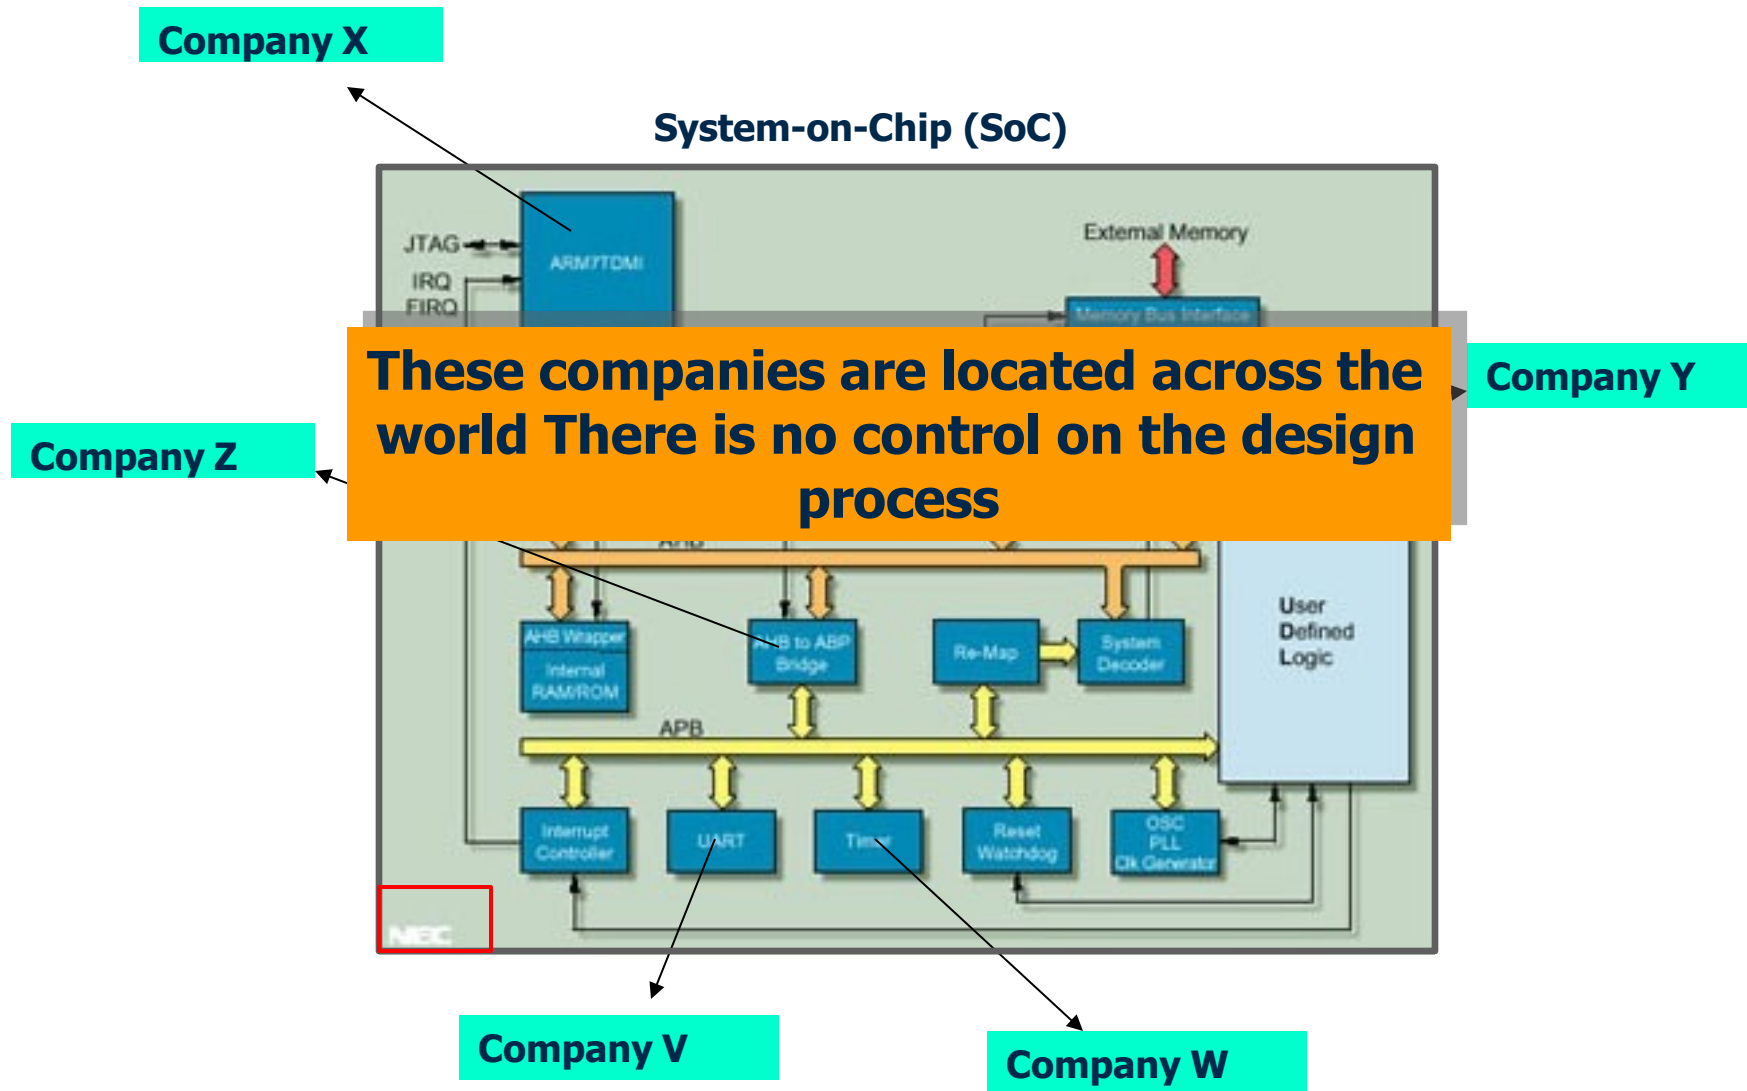 Company X
System-on-Chip (SoC)
JTAG
IRQ
FIRQ
ARM7TDMI
External Memory
Memory Bus Interface
These companies are located across the
world There is no control on the design
process
Company Y
Company Z
AHB
AHB Wrapper
Internal
RAM/ROM
AHB to ABP
Bridge
Re-Map
System
Decoder
User
Defined
Logic
APB
Interrupt
Controller
UART
Timer
Reset
Watchdog
OSC
PLL
Clk Generator
NEC
Company V
Company W